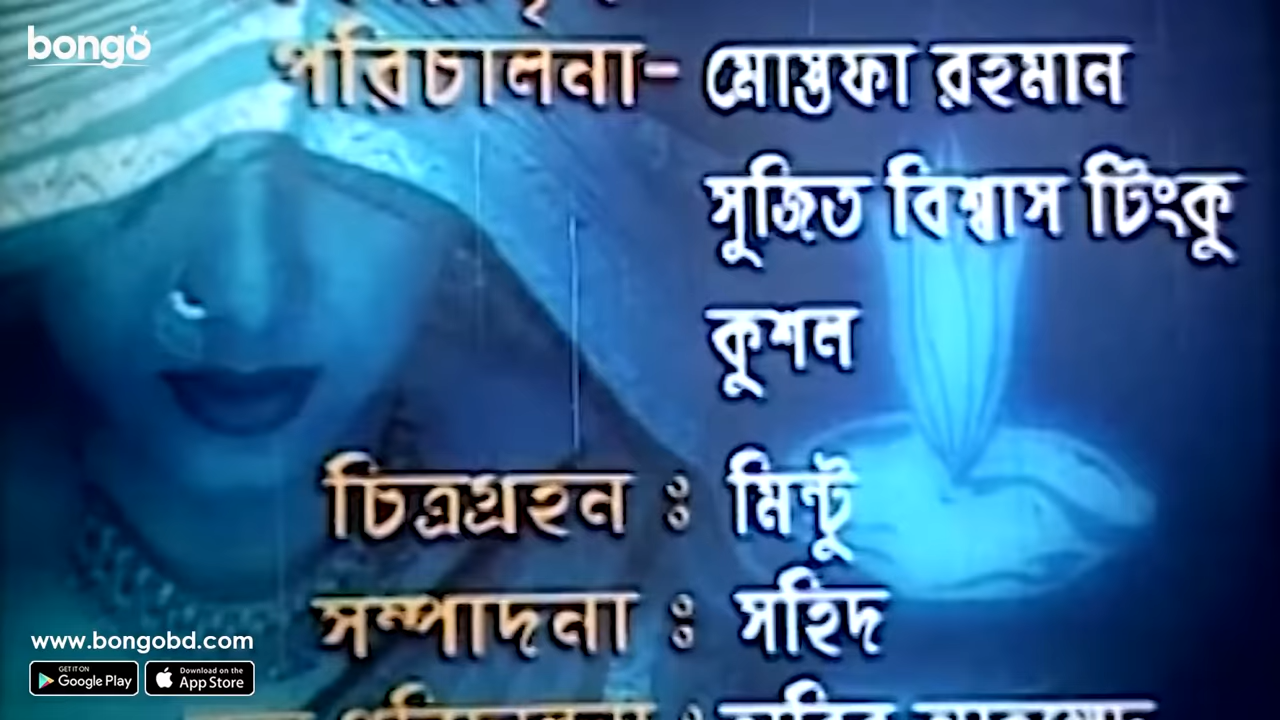 bongo
পরিচালনা- মোস্তফা রহমান
সুজিত বিশ্বাস টিংকু
কুশল
চিত্রগ্রহন : মিন্টু
সম্পাদনা : সহিদ
www.bongobd.com
GET IT ON
Google Play
Download on the
App Store